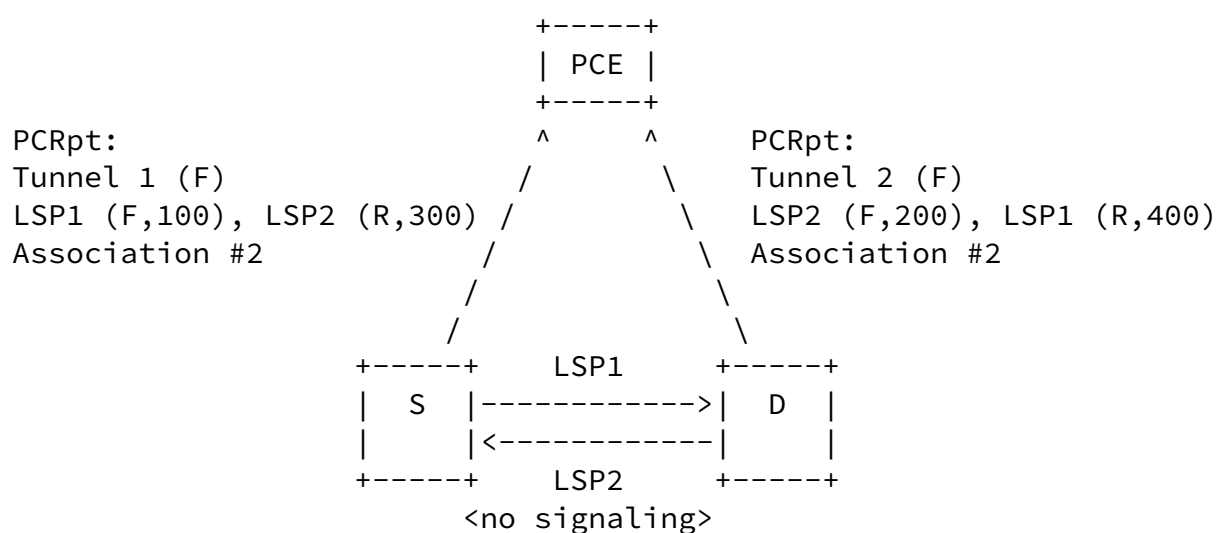 +-----+
| PCE |
+-----+
PCRpt: ^ ^ PCRpt:
Tunnel 1 (F) / \ Tunnel 2 (F)
LSP1 (F,100), LSP2 (R,300) / \ LSP2 (F,200), LSP1 (R,400)
Association #2 / \ Association #2
/ \
/ \
+-----+ LSP1 +-----+
| S |------------>| D |
| |<------------| |
+-----+ LSP2 +-----+
<no signaling>